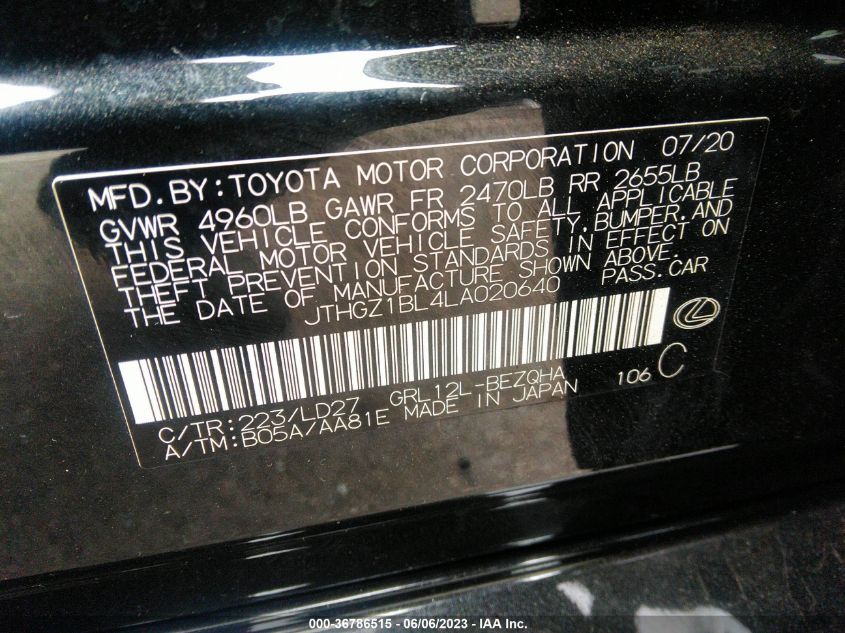 MFD.BY:TOYOTA MOTOR CORPORATION 07/20
GVWR 4960LB GAWR FR 2470LB RR 2655LB
THIS VEHICLE CONFORMS TO ALL APPLICABLE
FEDERAL MOTOR VEHICLE SAFETY,BUMPER,AND
THEFT PREVENTION STANDARDS IN EFFECT ON
THE DATE OF MANUFACTURE SHOWN ABOVE.
JTHGZ1BL4LA020640 PASS.CAR
C/TR:223/LD27 GRL12L-BEZQHA 106 C
A/TM:B05A/AA81E MADE IN JAPAN
000-36786515 - 06/06/2023 - IAA Inc.